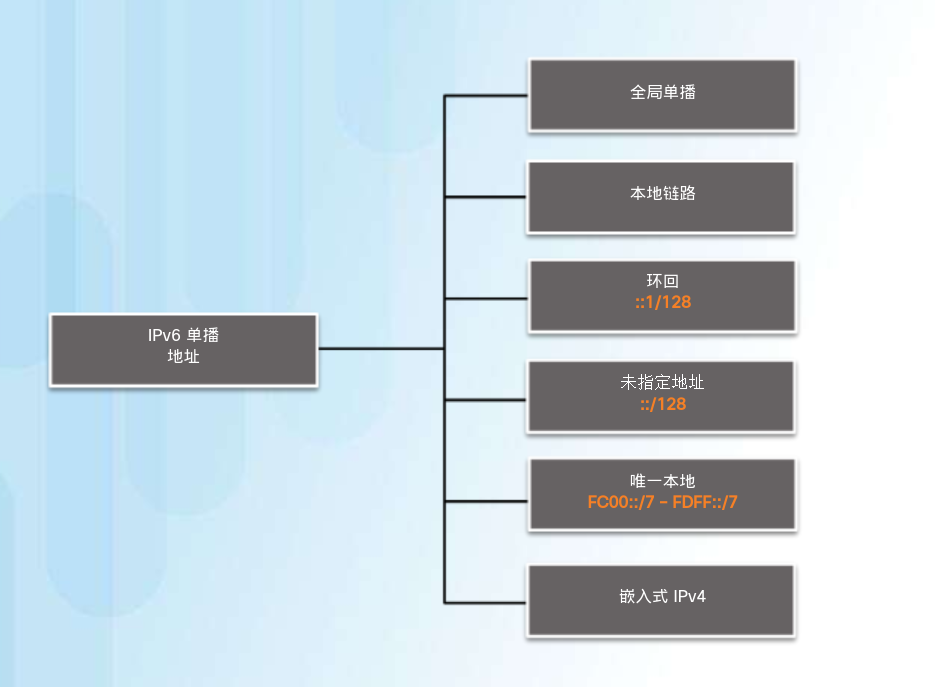 全局单播
本地链路
环回
::1/128
IPv6 单播
地址
未指定地址
::/128
唯一本地
FC00::/7 - FDFF::/7
嵌入式 IPv4